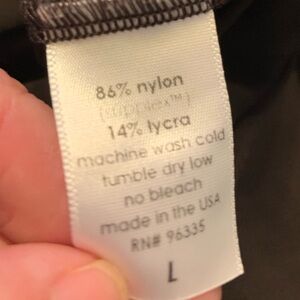 86% nylon
(supplex™)
14% lycra
machine wash cold
tumble dry low
no bleach
made in the USA
RN# 96335
L